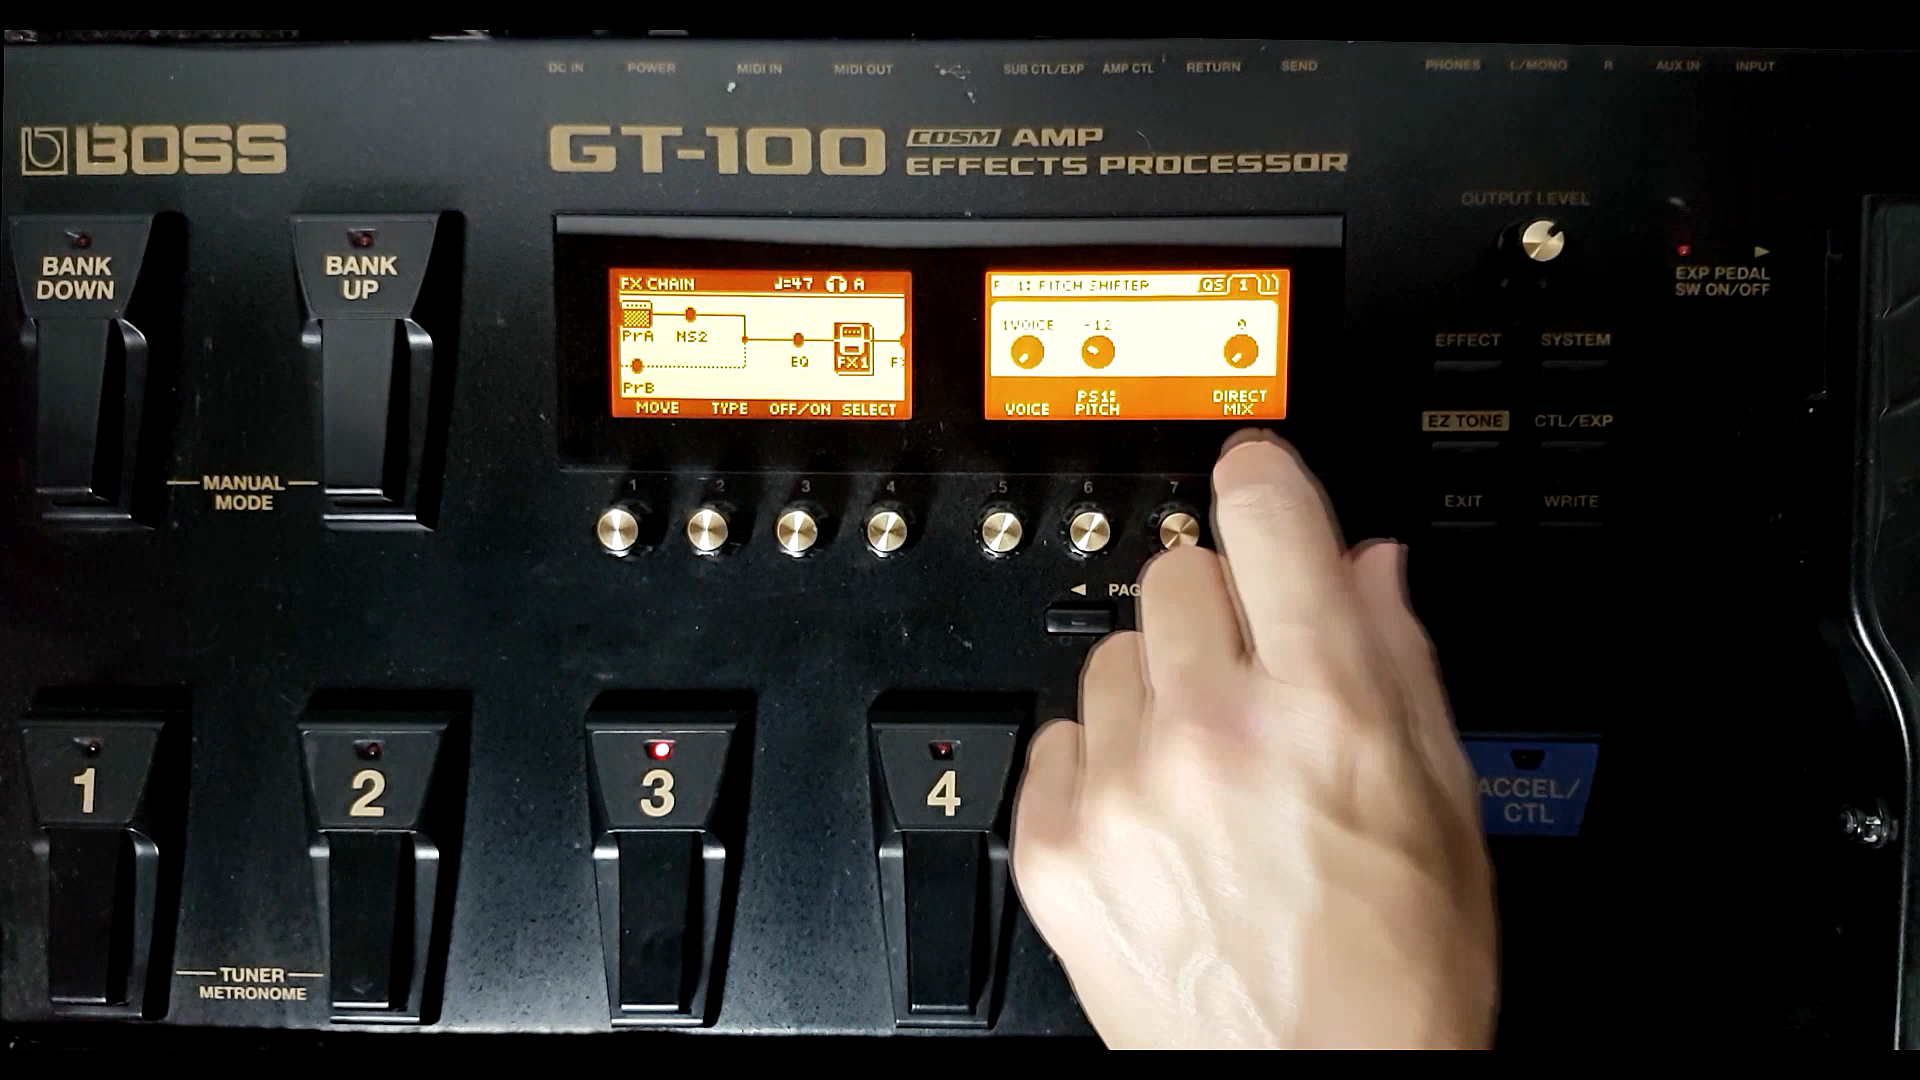 DC IN POWER MIDI IN MIDI OUT SUB CTL/EXP AMP CTL RETURN SEND PHONES L/MONO R AUX IN INPUT
BOSS
GT-100
COSM AMP
EFFECTS PROCESSOR
OUTPUT LEVEL
BANK
DOWN
BANK
UP
EXP PEDAL
SW ON/OFF
FX CHAIN ♩=47 A
PrA NS2
EQ FX1
PrB
MOVE TYPE OFF/ON SELECT
FX1: PITCH SHIFTER QS 1
1VOICE -12 0
VOICE PS1:
PITCH DIRECT
MIX
EFFECT SYSTEM
EZ TONE CTL/EXP
EXIT WRITE
MANUAL
MODE
1 2 3 4 5 6 7
◀ PAG
1
2
3
4
ACCEL/
CTL
TUNER
METRONOME